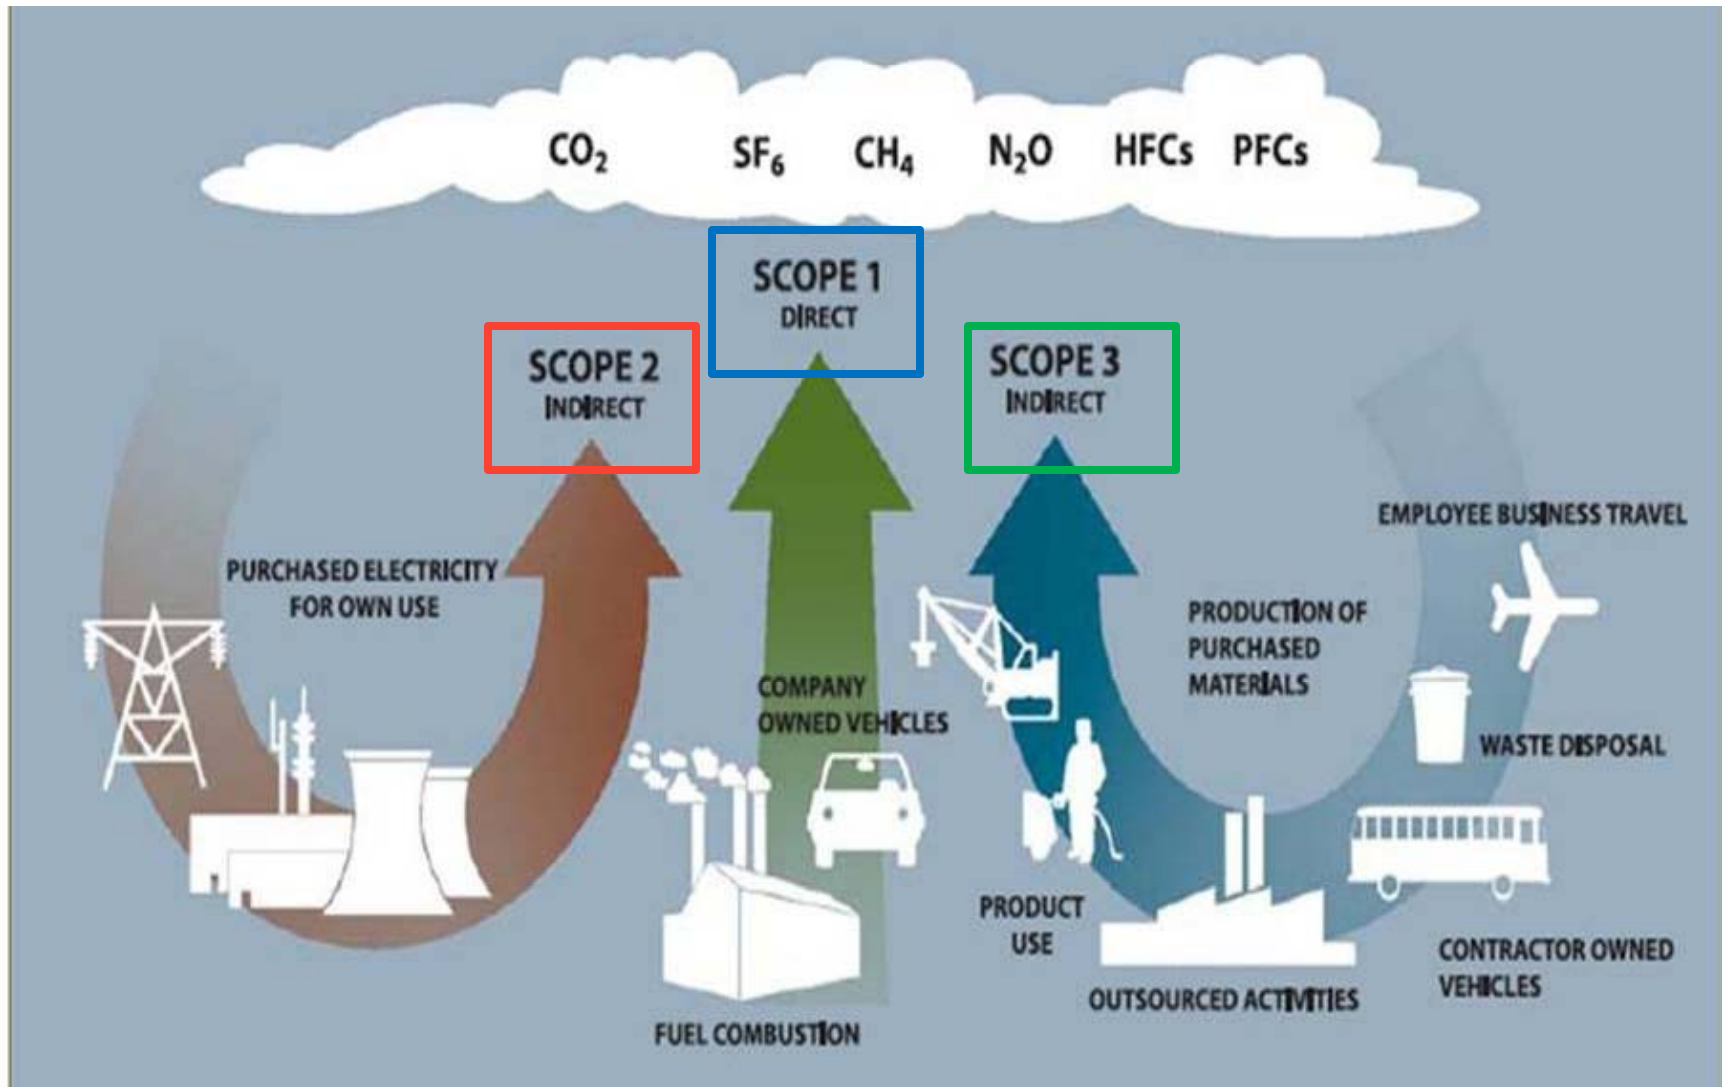 CO₂ SF₆ CH₄ N₂O HFCs PFCs
SCOPE 1
DIRECT
SCOPE 2
INDIRECT
SCOPE 3
INDIRECT
PURCHASED ELECTRICITY
FOR OWN USE
COMPANY
OWNED VEHICLES
FUEL COMBUSTION
EMPLOYEE BUSINESS TRAVEL
PRODUCTION OF
PURCHASED
MATERIALS
WASTE DISPOSAL
PRODUCT
USE
OUTSOURCED ACTIVITIES
CONTRACTOR OWNED
VEHICLES